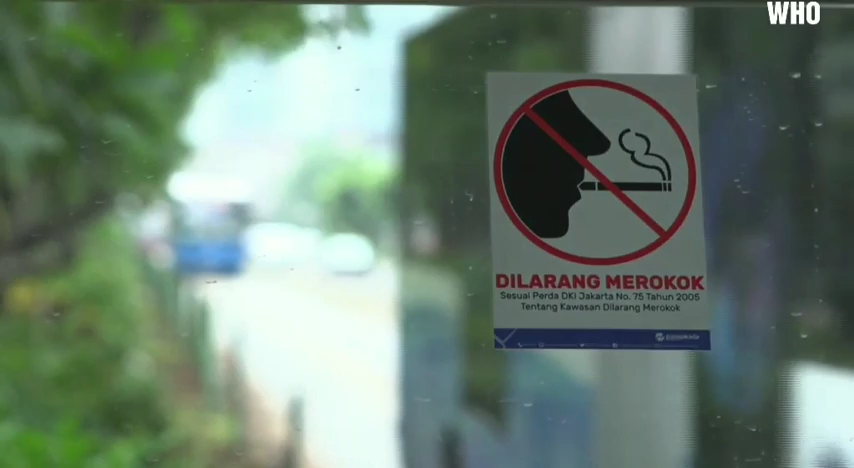 WHO
DILARANG MEROKOK
Sesuai Perda DKI Jakarta No. 75 Tahun 2005
Tentang Kawasan Dilarang Merokok